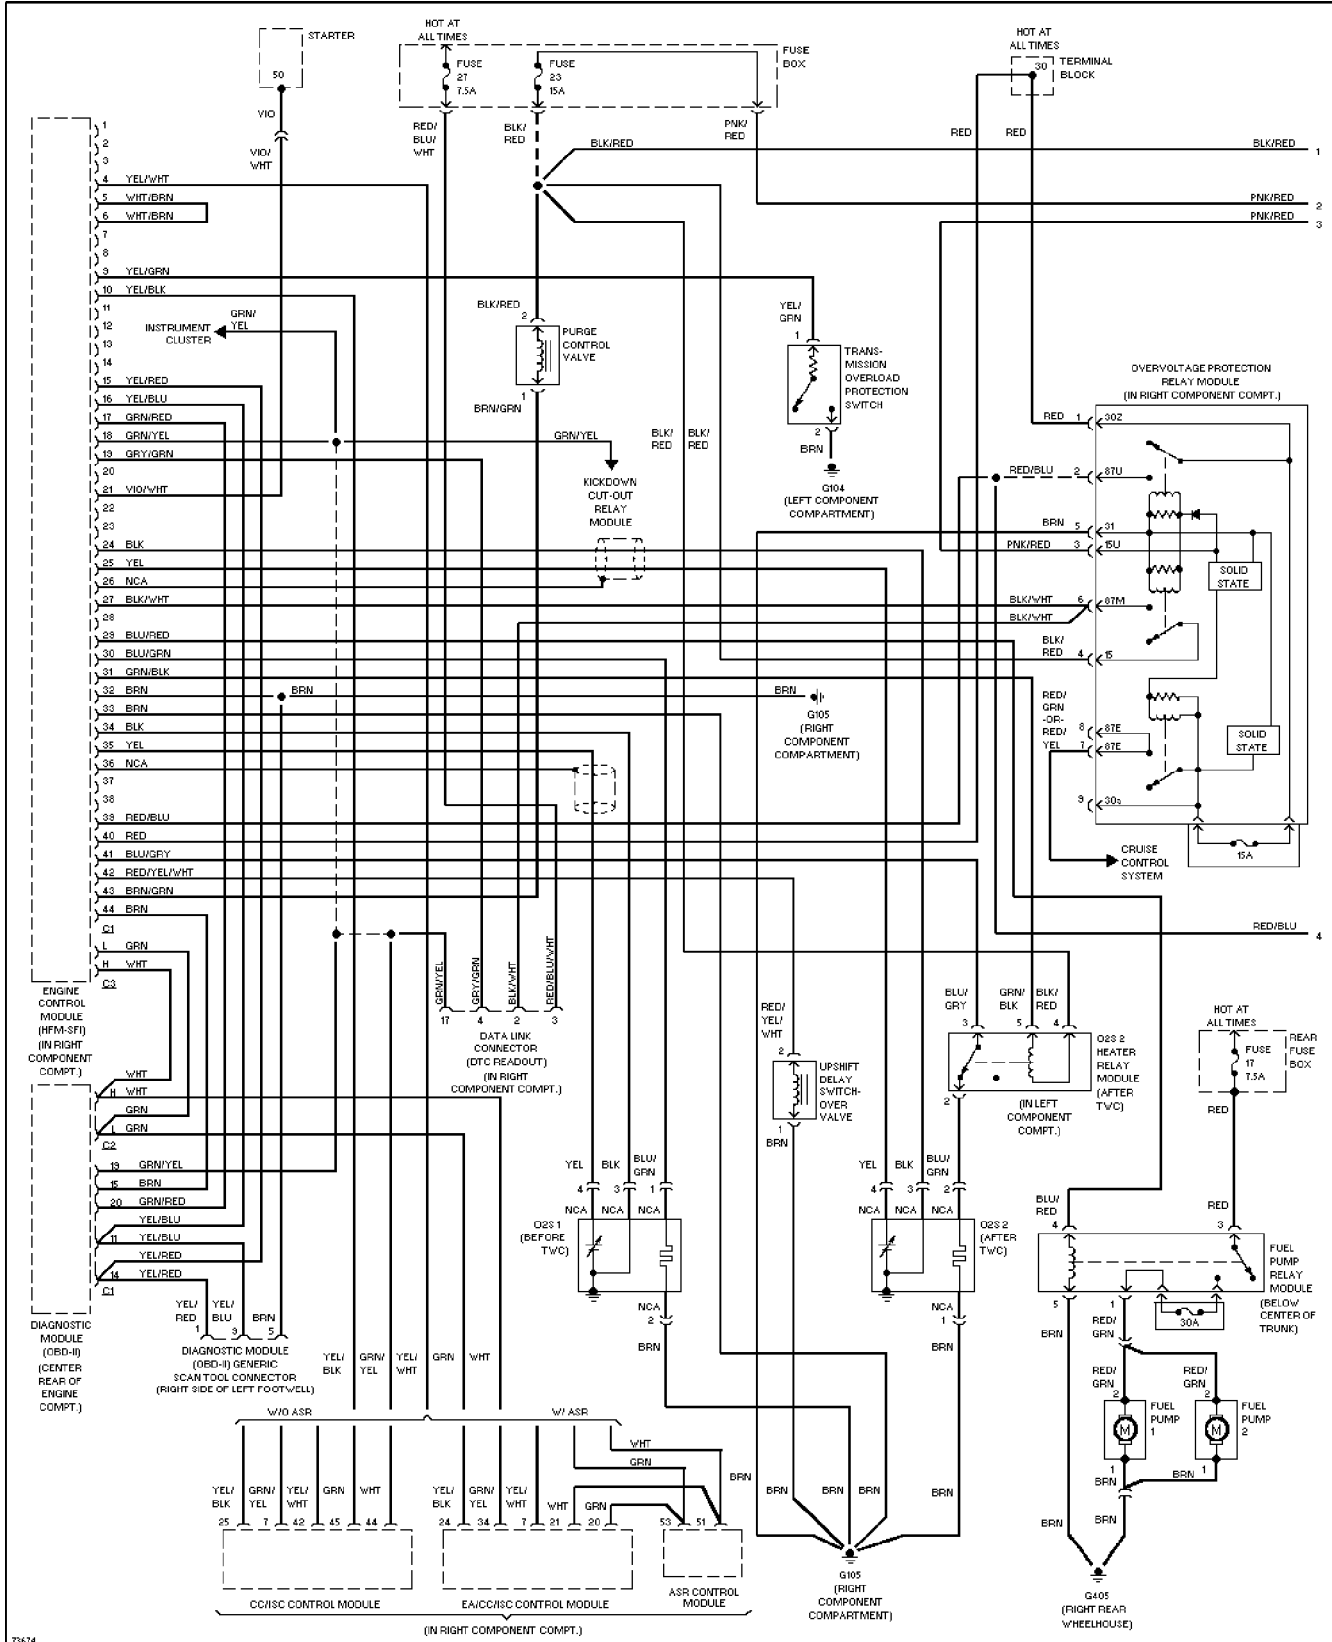 HOT AT
ALL TIMES
STARTER
50
VIO
VIO/
WHT
FUSE
27
7.5A
FUSE
23
15A
FUSE
BOX
RED/
BLU/
WHT
BLK/
RED
PNK/
RED
HOT AT
ALL TIMES
30
TERMINAL
BLOCK
RED
RED
BLK/RED
BLK/RED
1
PNK/RED
2
PNK/RED
3
1
2
3
4 YEL/WHT
5 WHT/BRN
6 WHT/BRN
7
8
9 YEL/GRN
10 YEL/BLK
11
12
13
14
15 YEL/RED
16 YEL/BLU
17 GRN/RED
18 GRN/YEL
19 GRY/GRN
20
21 VIO/WHT
22
23
24 BLK
25 YEL
26 NCA
27 BLK/WHT
28
29 BLU/RED
30 BLU/GRN
31 GRN/BLK
32 BRN
33 BRN
34 BLK
35 YEL
36 NCA
37
38
39 RED/BLU
40 RED
41 BLU/GRY
42 RED/YEL/WHT
43 BRN/GRN
44 BRN
C1
L GRN
H WHT
C3
ENGINE
CONTROL
MODULE
(HFM-SFI)
(IN RIGHT
COMPONENT
COMPT.)
INSTRUMENT
CLUSTER
GRN/
YEL
BLK/RED
2
PURGE
CONTROL
VALVE
1
BRN/GRN
GRN/YEL
KICKDOWN
CUT-OUT
RELAY
MODULE
BLK/
RED
BLK/
RED
YEL/
GRN
1
TRANS-
MISSION
OVERLOAD
PROTECTION
SWITCH
2
BRN
G104
(LEFT COMPONENT
COMPARTMENT)
OVERVOLTAGE PROTECTION
RELAY MODULE
(IN RIGHT COMPONENT COMPT.)
RED 1 30Z
RED/BLU 2 87U
BRN 5 31
PNK/RED 3 15U
SOLID
STATE
BLK/WHT 6 87M
BLK/WHT
BLK/
RED 4 15
RED/
GRN
-OR-
RED/
YEL
8 87E
7 87E
SOLID
STATE
9 30a
15A
CRUISE
CONTROL
SYSTEM
BRN
BRN
G105
(RIGHT
COMPONENT
COMPARTMENT)
RED/BLU
4
GRN/YEL
GRY/GRN
BLK/WHT
RED/BLU/WHT
17 4 2 3
DATA LINK
CONNECTOR
(DTC READOUT)
(IN RIGHT
COMPONENT COMPT.)
RED/
YEL/
WHT
2
UPSHIFT
DELAY
SWITCH-
OVER
VALVE
1
BRN
BLU/
GRY
GRN/
BLK
BLK/
RED
3 5 4
O2S 2
HEATER
RELAY
MODULE
(AFTER
TWC)
2
(IN LEFT
COMPONENT
COMPT.)
HOT AT
ALL TIMES
FUSE
17
7.5A
REAR
FUSE
BOX
RED
WHT
H WHT
GRN
L GRN
C2
19 GRN/YEL
15 BRN
20 GRN/RED
YEL/BLU
11 YEL/BLU
YEL/RED
14 YEL/RED
C1
DIAGNOSTIC
MODULE
(OBD-II)
(CENTER
REAR OF
ENGINE
COMPT.)
YEL/
RED
YEL/
BLU
BRN
1 9 5
DIAGNOSTIC MODULE
(OBD-II) GENERIC
SCAN TOOL CONNECTOR
(RIGHT SIDE OF LEFT FOOTWELL)
YEL BLK BLU/
GRN
4 3 1
NCA NCA NCA
O2S 1
(BEFORE
TWC)
NCA
2
BRN
YEL BLK BLU/
GRN
4 3 2
NCA NCA NCA
O2S 2
(AFTER
TWC)
NCA
1
BRN
BLU/
RED
4
RED
3
FUEL
PUMP
RELAY
MODULE
(BELOW
CENTER OF
TRUNK)
5
1
30A
BRN
RED/
GRN
RED/
GRN
2
RED/
GRN
2
M
FUEL
PUMP
1
M
FUEL
PUMP
2
1
BRN
BRN 1
BRN
BRN
G405
(RIGHT REAR
WHEELHOUSE)
YEL/
BLK
GRN/
YEL
YEL/
WHT
GRN
WHT
W/O ASR
W/ ASR
WHT
GRN
YEL/
BLK
GRN/
YEL
YEL/
WHT
GRN
WHT
25 7 42 45 44
YEL/
BLK
GRN/
YEL
YEL/
WHT
WHT
GRN
24 34 7 21 20
53 51
BRN
BRN
BRN
BRN
BRN
CC/ISC CONTROL MODULE
EA/CC/ISC CONTROL MODULE
ASR CONTROL
MODULE
(IN RIGHT COMPONENT COMPT.)
G105
(RIGHT
COMPONENT
COMPARTMENT)
73674